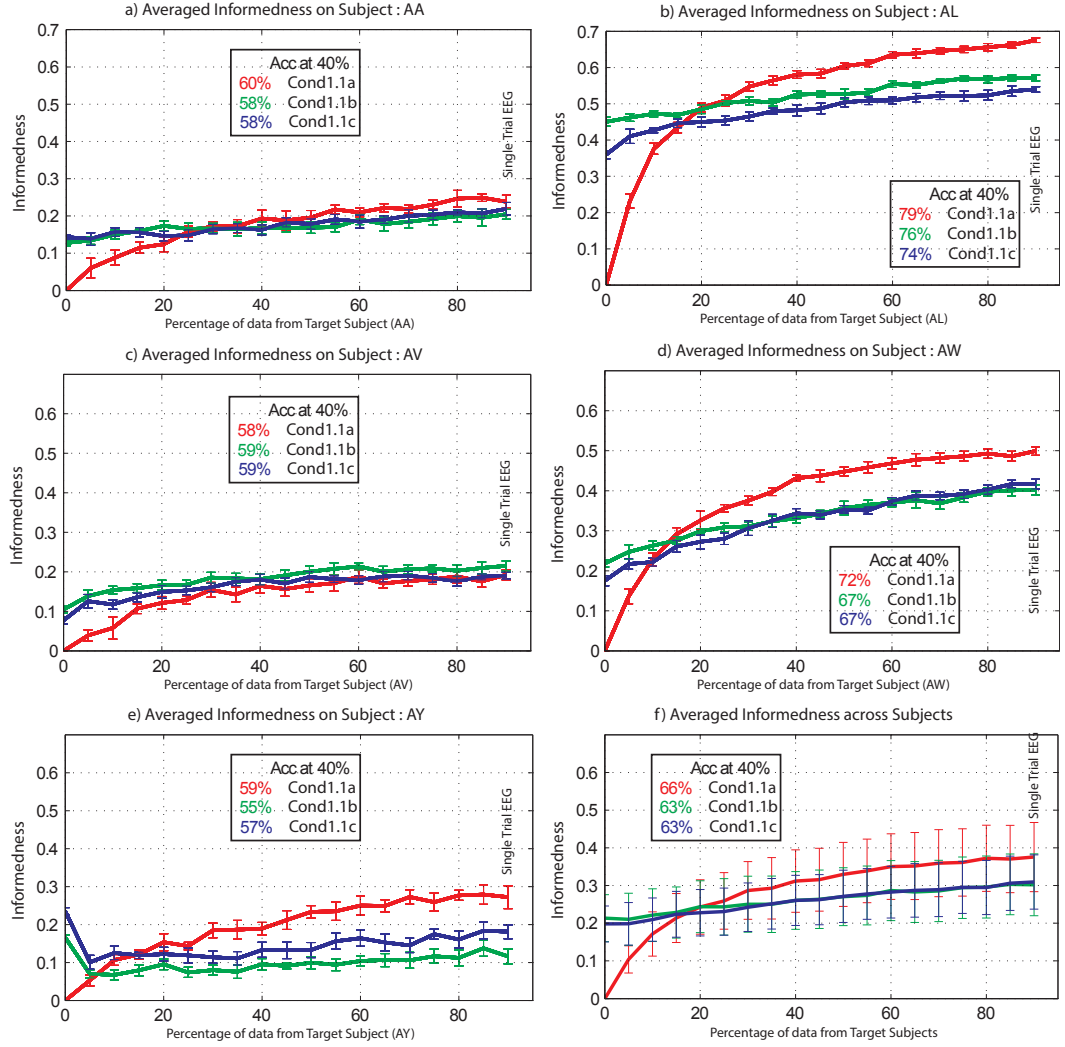 a) Averaged Informedness on Subject : AA
0.7
0.6
0.5
0.4
0.3
0.2
0.1
0
Informedness
Acc at 40%
60% Cond1.1a
58% Cond1.1b
58% Cond1.1c
Single Trial EEG
0 20 40 60 80
Percentage of data from Target Subject (AA)
b) Averaged Informedness on Subject : AL
0.7
0.6
0.5
0.4
0.3
0.2
0.1
0
Informedness
Single Trial EEG
Acc at 40%
79% Cond1.1a
76% Cond1.1b
74% Cond1.1c
0 20 40 60 80
Percentage of data from Target Subject (AL)
c) Averaged Informedness on Subject : AV
0.6
0.5
0.4
0.3
0.2
0.1
0
Informedness
Acc at 40%
58% Cond1.1a
59% Cond1.1b
59% Cond1.1c
Single Trial EEG
0 20 40 60 80
Percentage of data from Target Subject (AV)
d) Averaged Informedness on Subject : AW
0.6
0.5
0.4
0.3
0.2
0.1
0
Informedness
Acc at 40%
72% Cond1.1a
67% Cond1.1b
67% Cond1.1c
Single Trial EEG
0 20 40 60 80
Percentage of data from Target Subject (AW)
e) Averaged Informedness on Subject : AY
0.6
0.5
0.4
0.3
0.2
0.1
0
Informedness
Acc at 40%
59% Cond1.1a
55% Cond1.1b
57% Cond1.1c
Single Trial EEG
0 20 40 60 80
Percentage of data from Target Subject (AY)
f) Averaged Informedness across Subjects
0.6
0.5
0.4
0.3
0.2
0.1
0
Informedness
Acc at 40%
66% Cond1.1a
63% Cond1.1b
63% Cond1.1c
Single Trial EEG
0 20 40 60 80
Percentage of data from Target Subjects